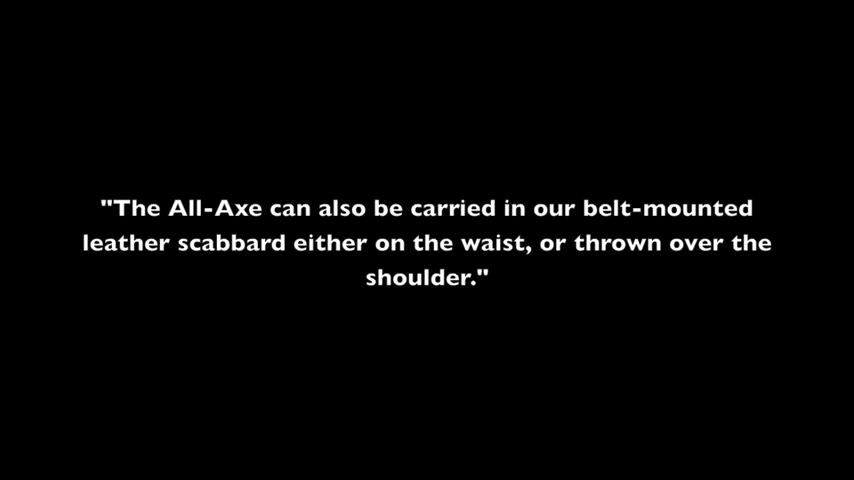 "The All-Axe can also be carried in our belt-mounted
leather scabbard either on the waist, or thrown over the
shoulder."